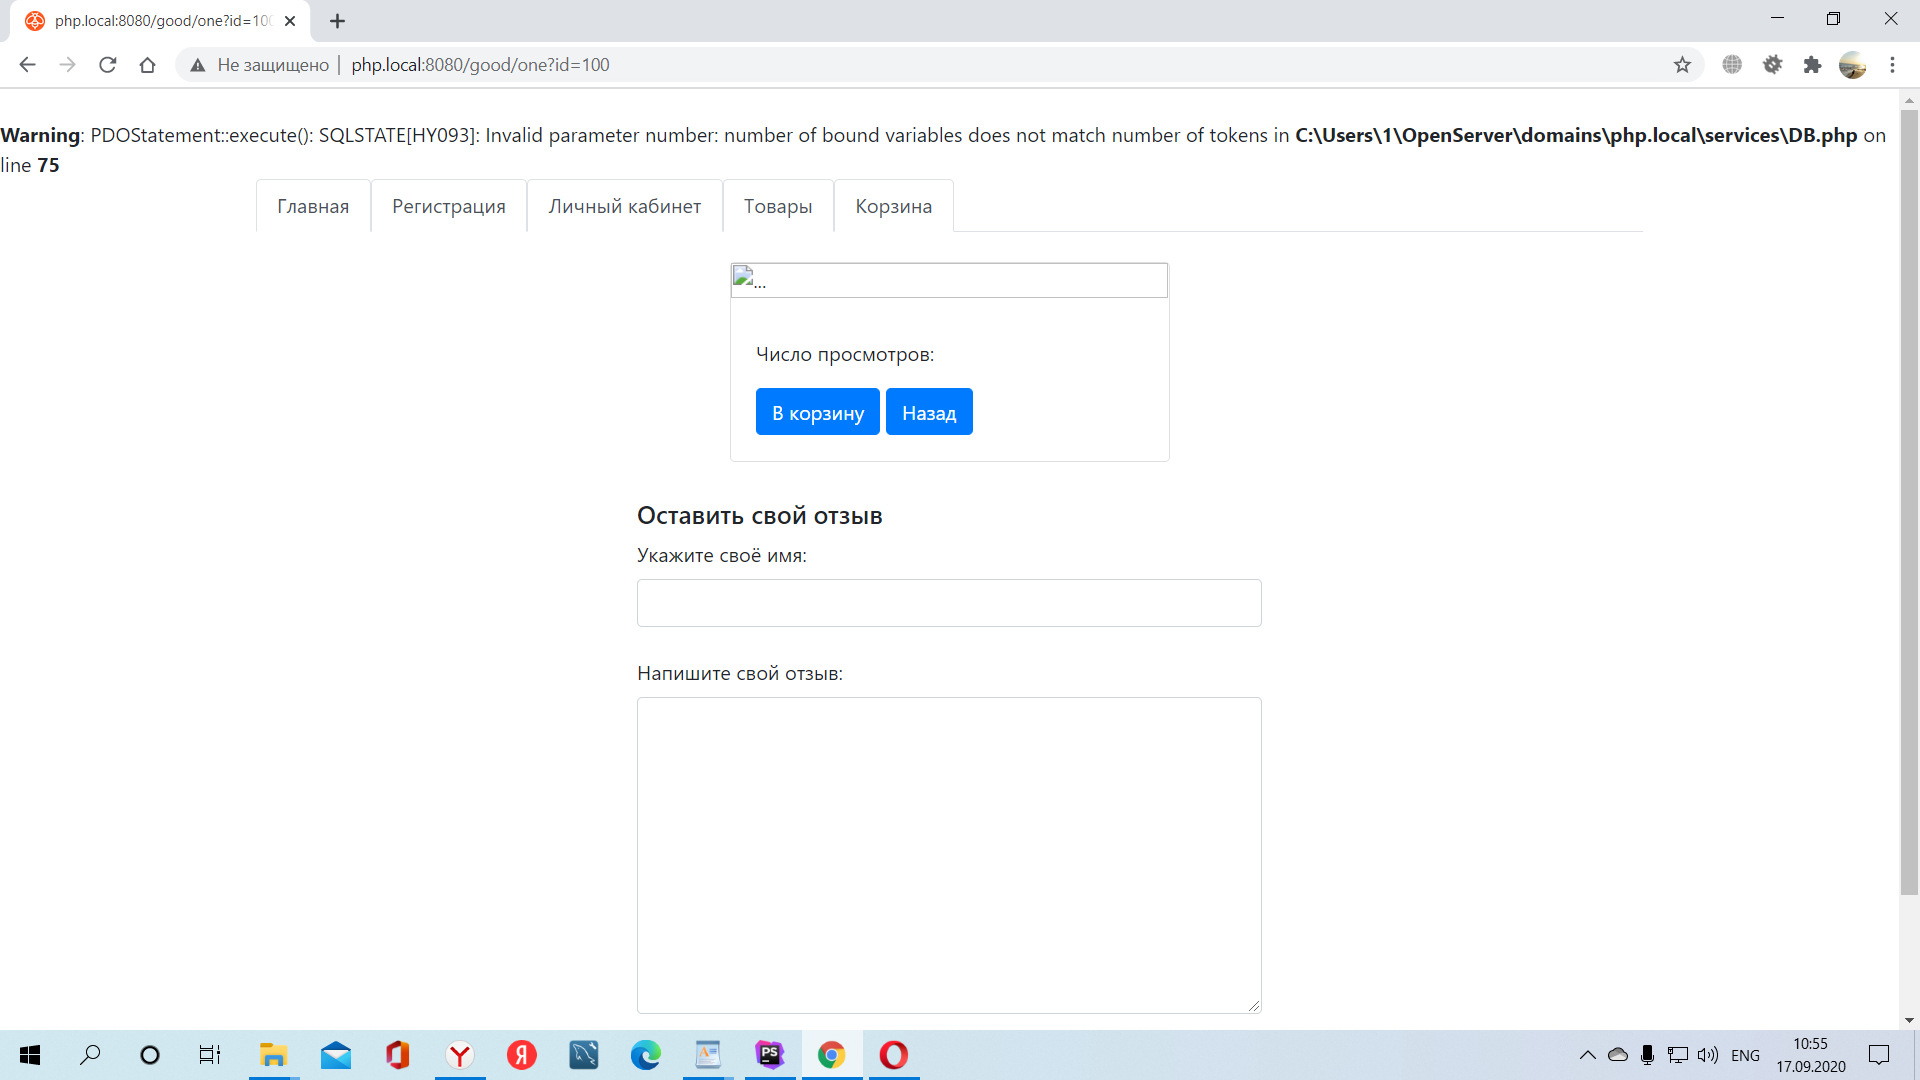 php.local:8080/good/one?id=100
Не защищено | php.local:8080/good/one?id=100
Warning: PDOStatement::execute(): SQLSTATE[HY093]: Invalid parameter number: number of bound variables does not match number of tokens in C:\Users\1\OpenServer\domains\php.local\services\DB.php on
line 75
Главная Регистрация Личный кабинет Товары Корзина
...
Число просмотров:
В корзину Назад
Оставить свой отзыв
Укажите своё имя:
Напишите свой отзыв:
ENG
10:55
17.09.2020